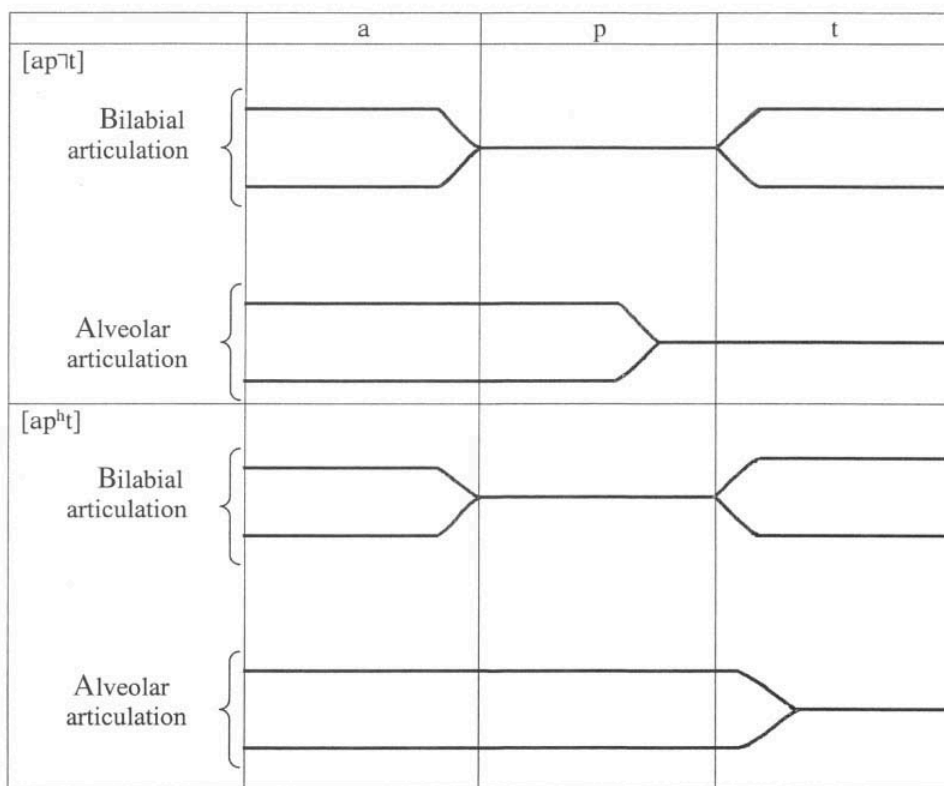 a p t
[ap˺t]
Bilabial
articulation
Alveolar
articulation
[apʰt]
Bilabial
articulation
Alveolar
articulation